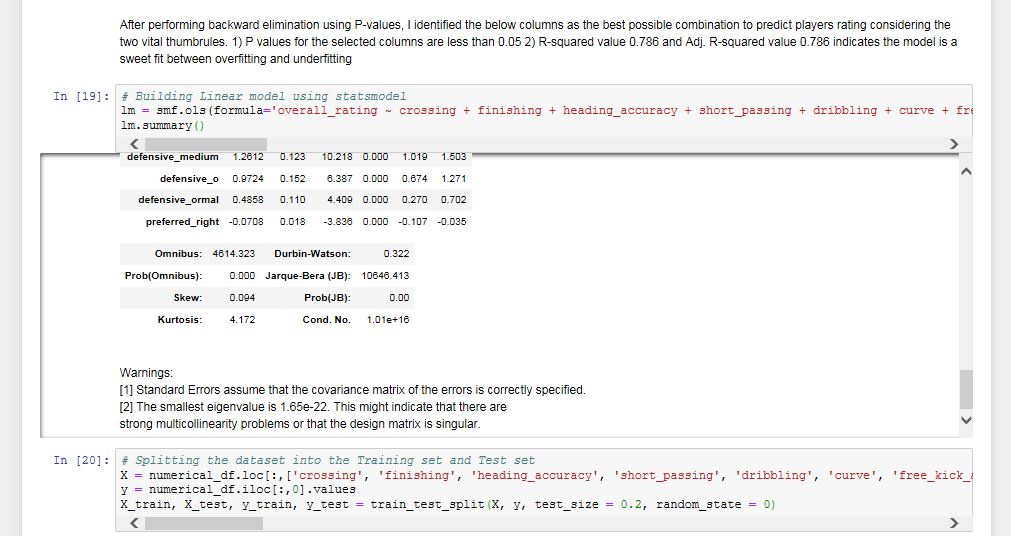 After performing backward elimination using P-values, I identified the below columns as the best possible combination to predict players rating considering the
two vital thumbrules. 1) P values for the selected columns are less than 0.05 2) R-squared value 0.786 and Adj. R-squared value 0.786 indicates the model is a
sweet fit between overfitting and underfitting
In [19]: # Building Linear model using statsmodel
lm = smf.ols(formula='overall_rating ~ crossing + finishing + heading_accuracy + short_passing + dribbling + curve + fre
lm.summary()
defensive_medium 1.2612 0.123 10.218 0.000 1.019 1.503
defensive_o 0.9724 0.152 6.387 0.000 0.674 1.271
defensive_ormal 0.4858 0.110 4.409 0.000 0.270 0.702
preferred_right -0.0708 0.018 -3.836 0.000 -0.107 -0.035
Omnibus: 4614.323 Durbin-Watson: 0.322
Prob(Omnibus): 0.000 Jarque-Bera (JB): 10646.413
Skew: 0.094 Prob(JB): 0.00
Kurtosis: 4.172 Cond. No. 1.01e+16
Warnings:
[1] Standard Errors assume that the covariance matrix of the errors is correctly specified.
[2] The smallest eigenvalue is 1.65e-22. This might indicate that there are
strong multicollinearity problems or that the design matrix is singular.
In [20]: # Splitting the dataset into the Training set and Test set
X = numerical_df.loc[:,['crossing', 'finishing', 'heading_accuracy', 'short_passing', 'dribbling', 'curve', 'free_kick_a
y = numerical_df.iloc[:,0].values
X_train, X_test, y_train, y_test = train_test_split(X, y, test_size = 0.2, random_state = 0)